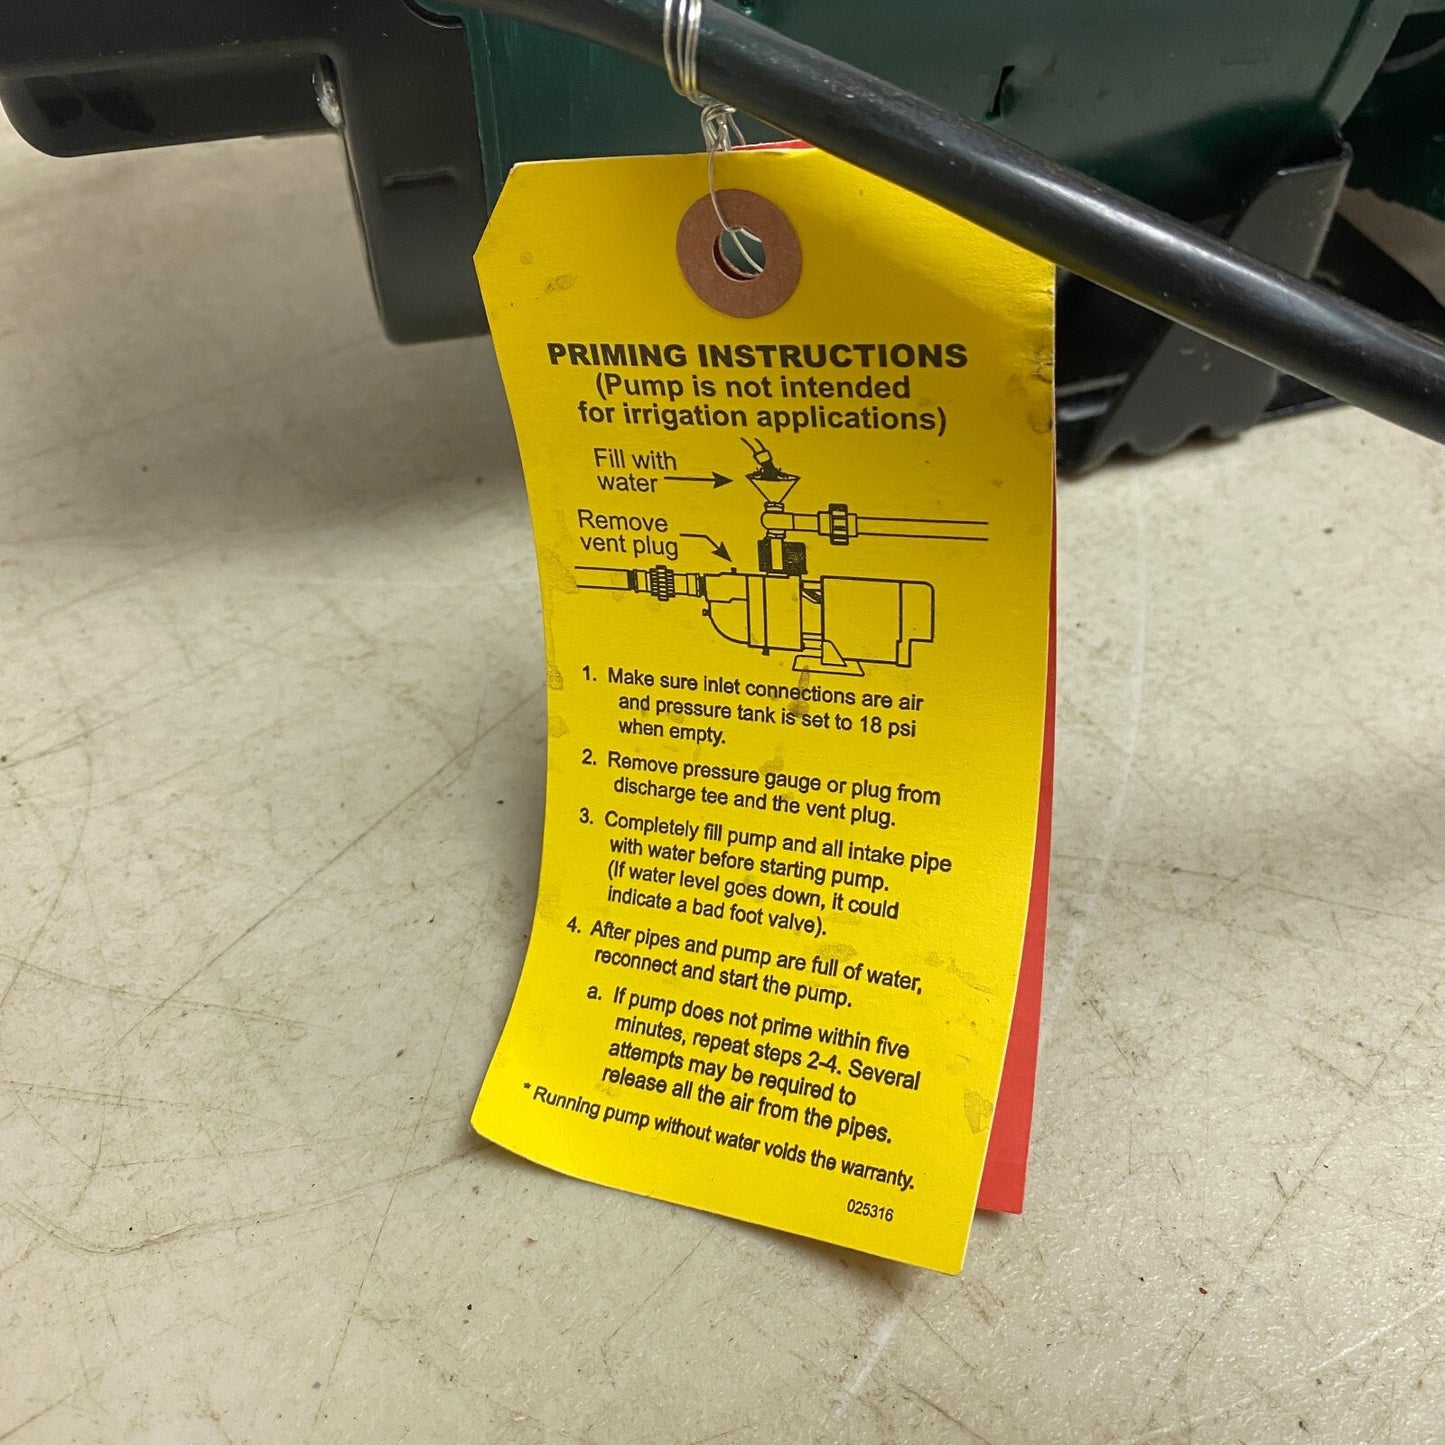 PRIMING INSTRUCTIONS
(Pump is not intended
for irrigation applications)
Fill with
water
Remove
vent plug
1. Make sure inlet connections are air
and pressure tank is set to 18 psi
when empty.
2. Remove pressure gauge or plug from
discharge tee and the vent plug.
3. Completely fill pump and all intake pipe
with water before starting pump.
(If water level goes down, it could
indicate a bad foot valve).
4. After pipes and pump are full of water,
reconnect and start the pump.
a. If pump does not prime within five
minutes, repeat steps 2-4. Several
attempts may be required to
release all the air from the pipes.
* Running pump without water voids the warranty.
025316